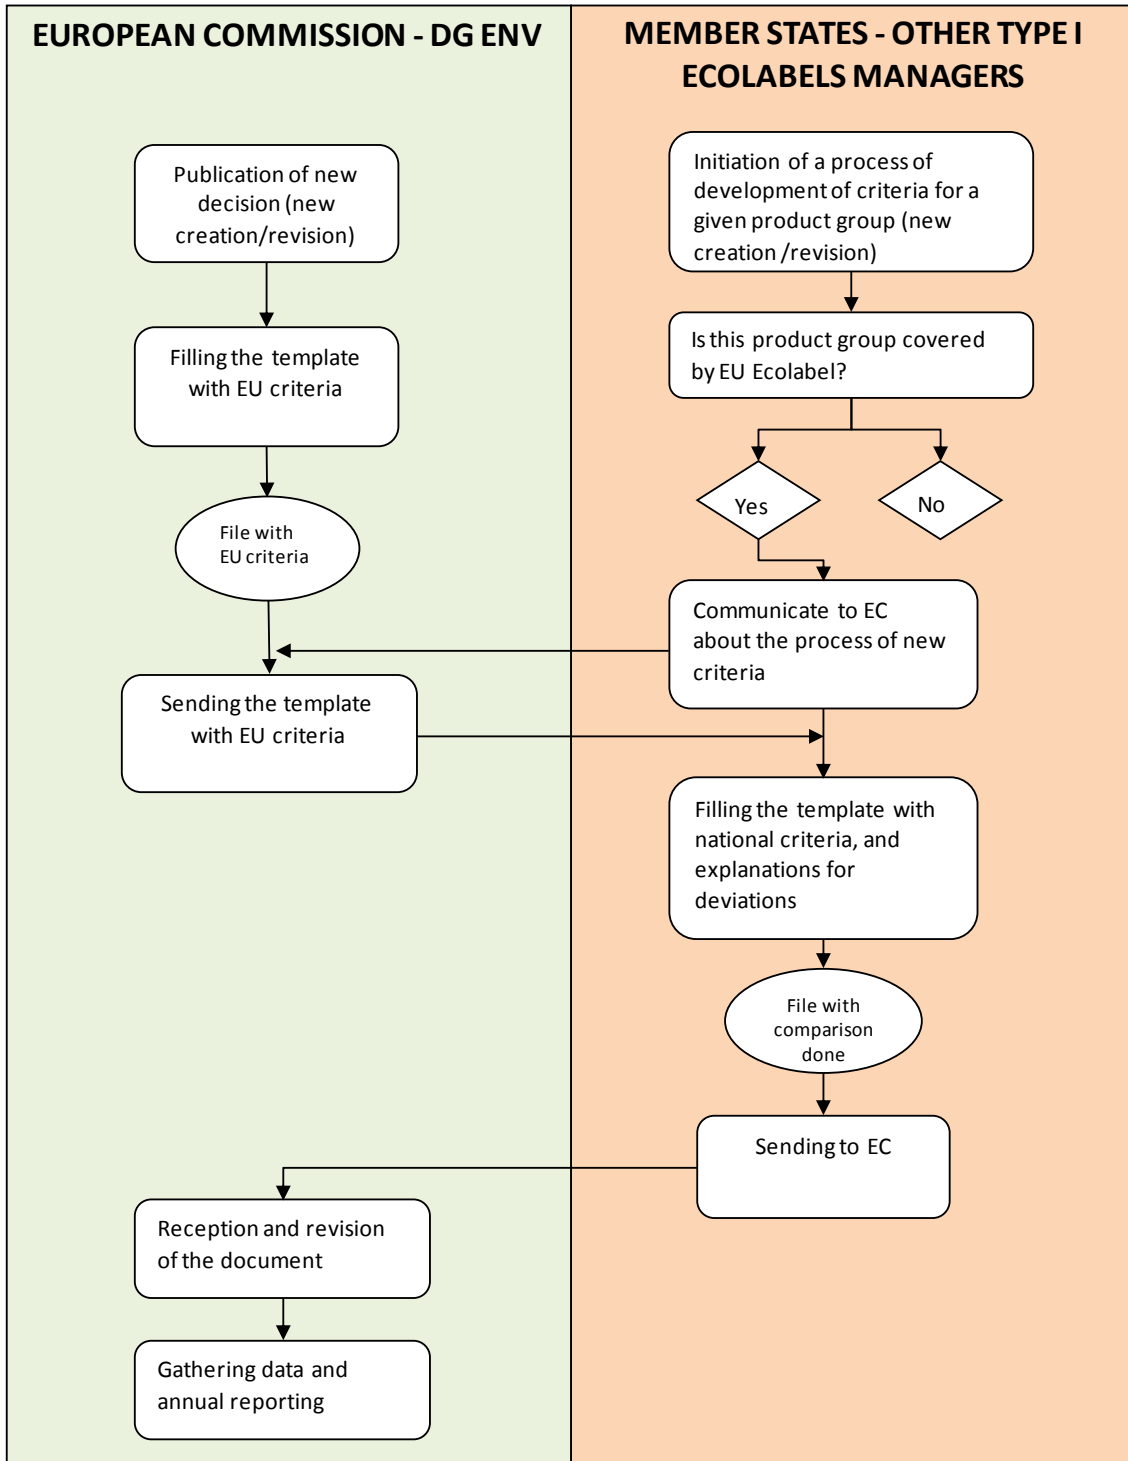 EUROPEAN COMMISSION - DG ENV
Publication of new
decision (new
creation/revision)
Filling the template
with EU criteria
File with
EU criteria
Sending the template
with EU criteria
Reception and revision
of the document
Gathering data and
annual reporting
MEMBER STATES - OTHER TYPE I
ECOLABELS MANAGERS
Initiation of a process of
development of criteria for a
given product group (new
creation /revision)
Is this product group covered
by EU Ecolabel?
Yes
No
Communicate to EC
about the process of new
criteria
Filling the template with
national criteria, and
explanations for
deviations
File with
comparison
done
Sending to EC